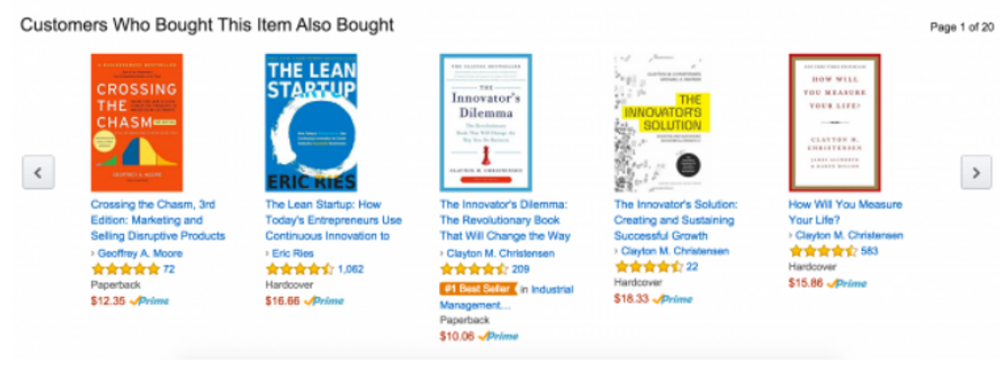 Customers Who Bought This Item Also Bought
Page 1 of 20
CROSSING
THE
CHASM
GEOFFREY A. MOORE
THE LEAN
STARTUP
ERIC RIES
THE
Innovator's
Dilemma
CLAYTON M. CHRISTENSEN
THE
INNOVATOR'S
SOLUTION
HOW WILL
YOU MEASURE
YOUR LIFE?
CLAYTON M.
CHRISTENSEN
Crossing the Chasm, 3rd
Edition: Marketing and
Selling Disruptive Products
› Geoffrey A. Moore
72
Paperback
$12.35 Prime
The Lean Startup: How
Today's Entrepreneurs Use
Continuous Innovation to
› Eric Ries
1,062
Hardcover
$16.66 Prime
The Innovator's Dilemma:
The Revolutionary Book
That Will Change the Way
› Clayton M. Christensen
209
#1 Best Seller in Industrial
Management...
Paperback
$10.06 Prime
The Innovator's Solution:
Creating and Sustaining
Successful Growth
› Clayton M. Christensen
22
Hardcover
$18.33 Prime
How Will You Measure
Your Life?
› Clayton M. Christensen
583
Hardcover
$15.86 Prime